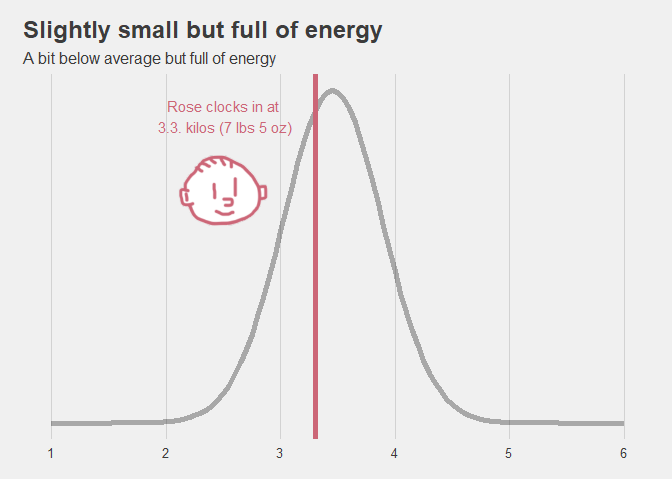 Slightly small but full of energy
A bit below average but full of energy
Rose clocks in at
3.3. kilos (7 lbs 5 oz)
1 2 3 4 5 6